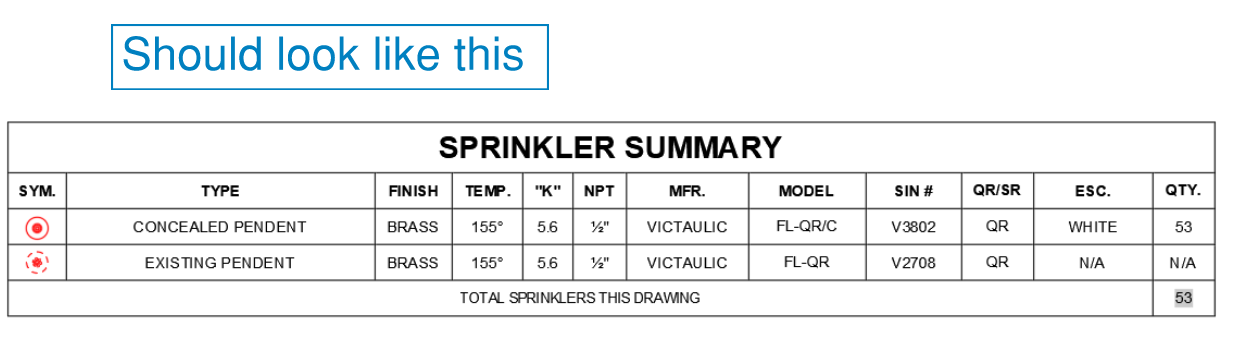 Should look like this
SPRINKLER SUMMARY
SYM. TYPE FINISH TEMP. "K" NPT MFR. MODEL SIN # QR/SR ESC. QTY.
CONCEALED PENDENT BRASS 155° 5.6 ½" VICTAULIC FL-QR/C V3802 QR WHITE 53
EXISTING PENDENT BRASS 155° 5.6 ½" VICTAULIC FL-QR V2708 QR N/A N/A
TOTAL SPRINKLERS THIS DRAWING 53